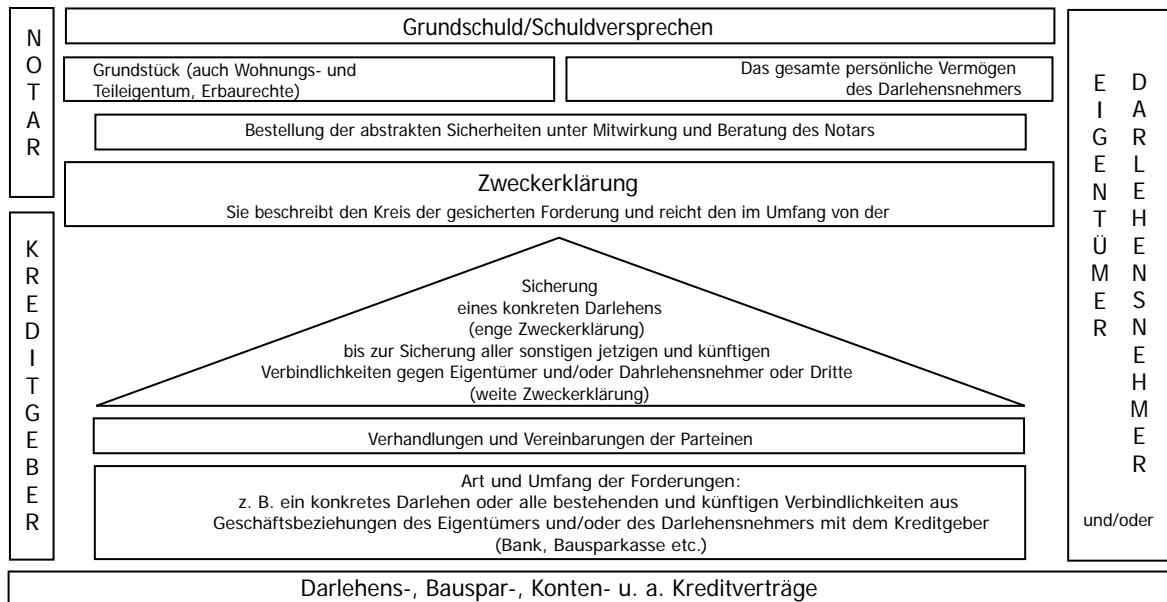 NOTAR
Grundschuld/Schuldversprechen
Grundstück (auch Wohnungs- und
Teileigentum, Erbaurechte)
Das gesamte persönliche Vermögen
des Darlehensnehmers
Bestellung der abstrakten Sicherheiten unter Mitwirkung und Beratung des Notars
Zweckerklärung
Sie beschreibt den Kreis der gesicherten Forderung und reicht den im Umfang von der
KREDITGEBER
Sicherung
eines konkreten Darlehens
(enge Zweckerklärung)
bis zur Sicherung aller sonstigen jetzigen und künftigen
Verbindlichkeiten gegen Eigentümer und/oder Dahrlehensnehmer oder Dritte
(weite Zweckerklärung)
Verhandlungen und Vereinbarungen der Parteinen
Art und Umfang der Forderungen:
z. B. ein konkretes Darlehen oder alle bestehenden und künftigen Verbindlichkeiten aus
Geschäftsbeziehungen des Eigentümers und/oder des Darlehensnehmers mit dem Kreditgeber
(Bank, Bausparkasse etc.)
EIGENTÜMER
DARLEHENSNEHMER
und/oder
Darlehens-, Bauspar-, Konten- u. a. Kreditverträge